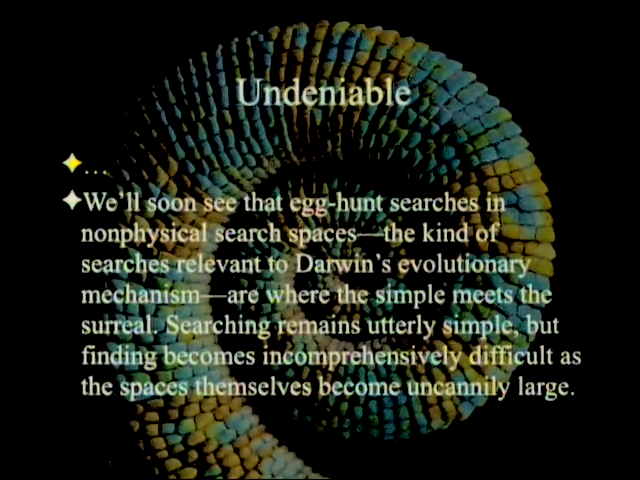 Undeniable
...
We'll soon see that egg-hunt searches in
nonphysical search spaces—the kind of
searches relevant to Darwin's evolutionary
mechanism—are where the simple meets the
surreal. Searching remains utterly simple, but
finding becomes incomprehensively difficult as
the spaces themselves become uncannily large.